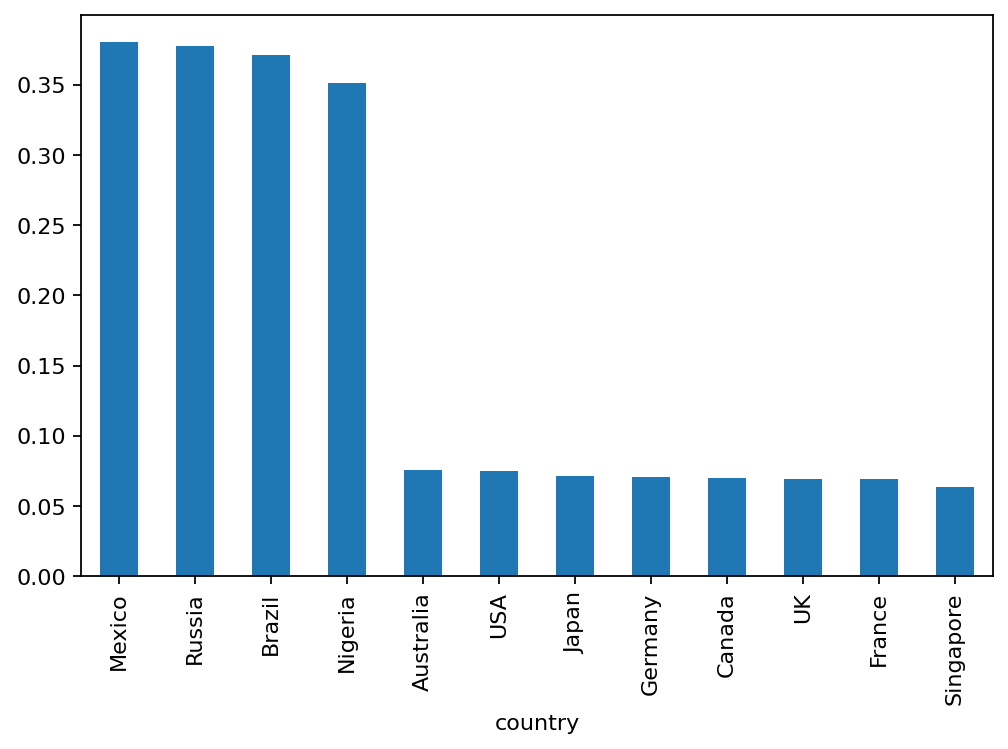 0.35
0.30
0.25
0.20
0.15
0.10
0.05
0.00
Mexico
Russia
Brazil
Nigeria
Australia
USA
Japan
Germany
Canada
UK
France
Singapore
country